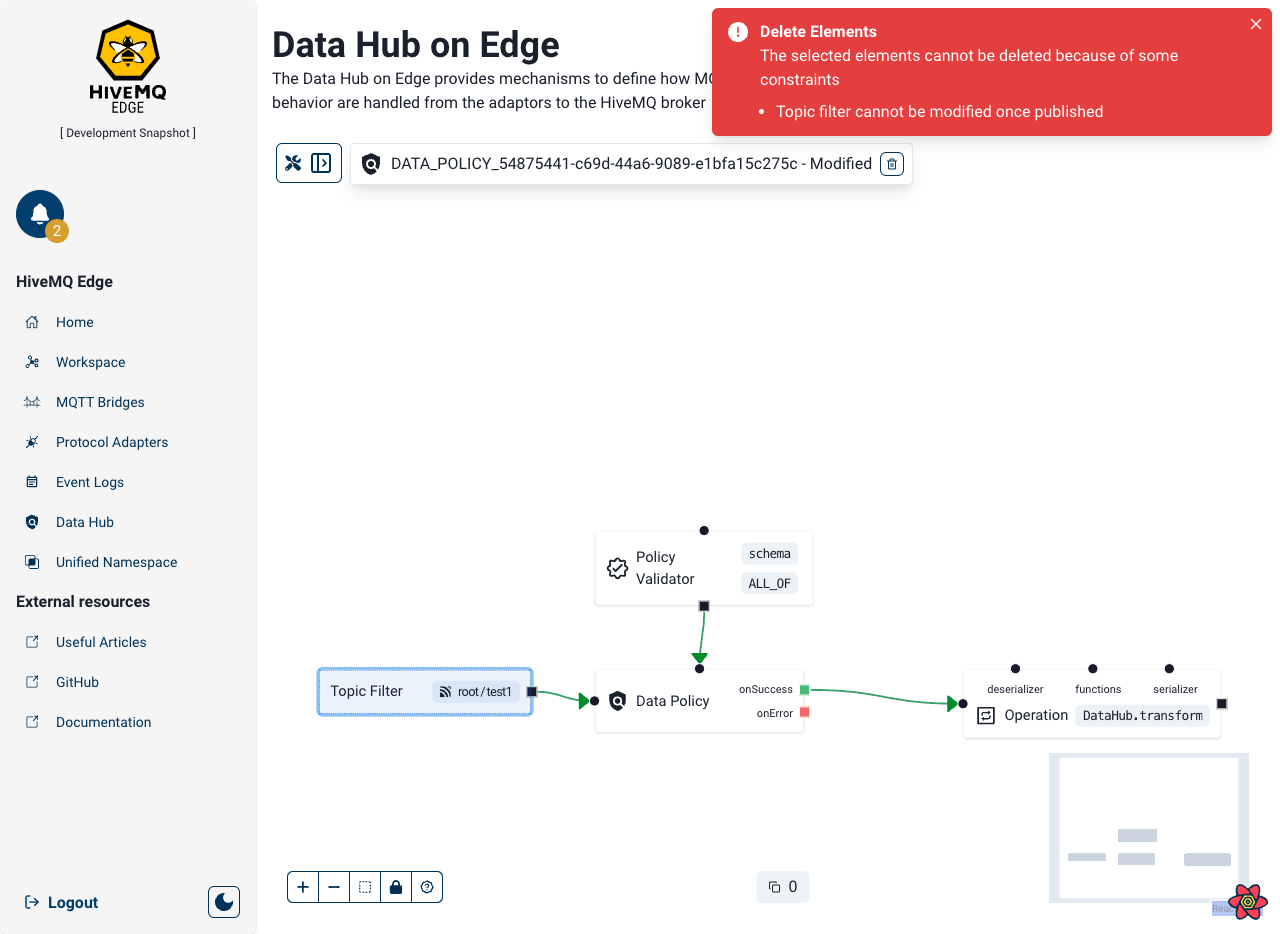 HIVEMQ
EDGE
[ Development Snapshot ]
2
HiveMQ Edge
Home
Workspace
MQTT Bridges
Protocol Adapters
Event Logs
Data Hub
Unified Namespace
External resources
Useful Articles
GitHub
Documentation
Logout
Data Hub on Edge
The Data Hub on Edge provides mechanisms to define how
behavior are handled from the adaptors to the HiveMQ broker
Delete Elements
The selected elements cannot be deleted because of some
constraints
• Topic filter cannot be modified once published
DATA_POLICY_54875441-c69d-44a6-9089-e1bfa15c275c - Modified
Policy
Validator
schema
ALL_OF
Topic Filter
root/test1
Data Policy
onSuccess
onError
deserializer
functions
serializer
Operation
DataHub.transform
0